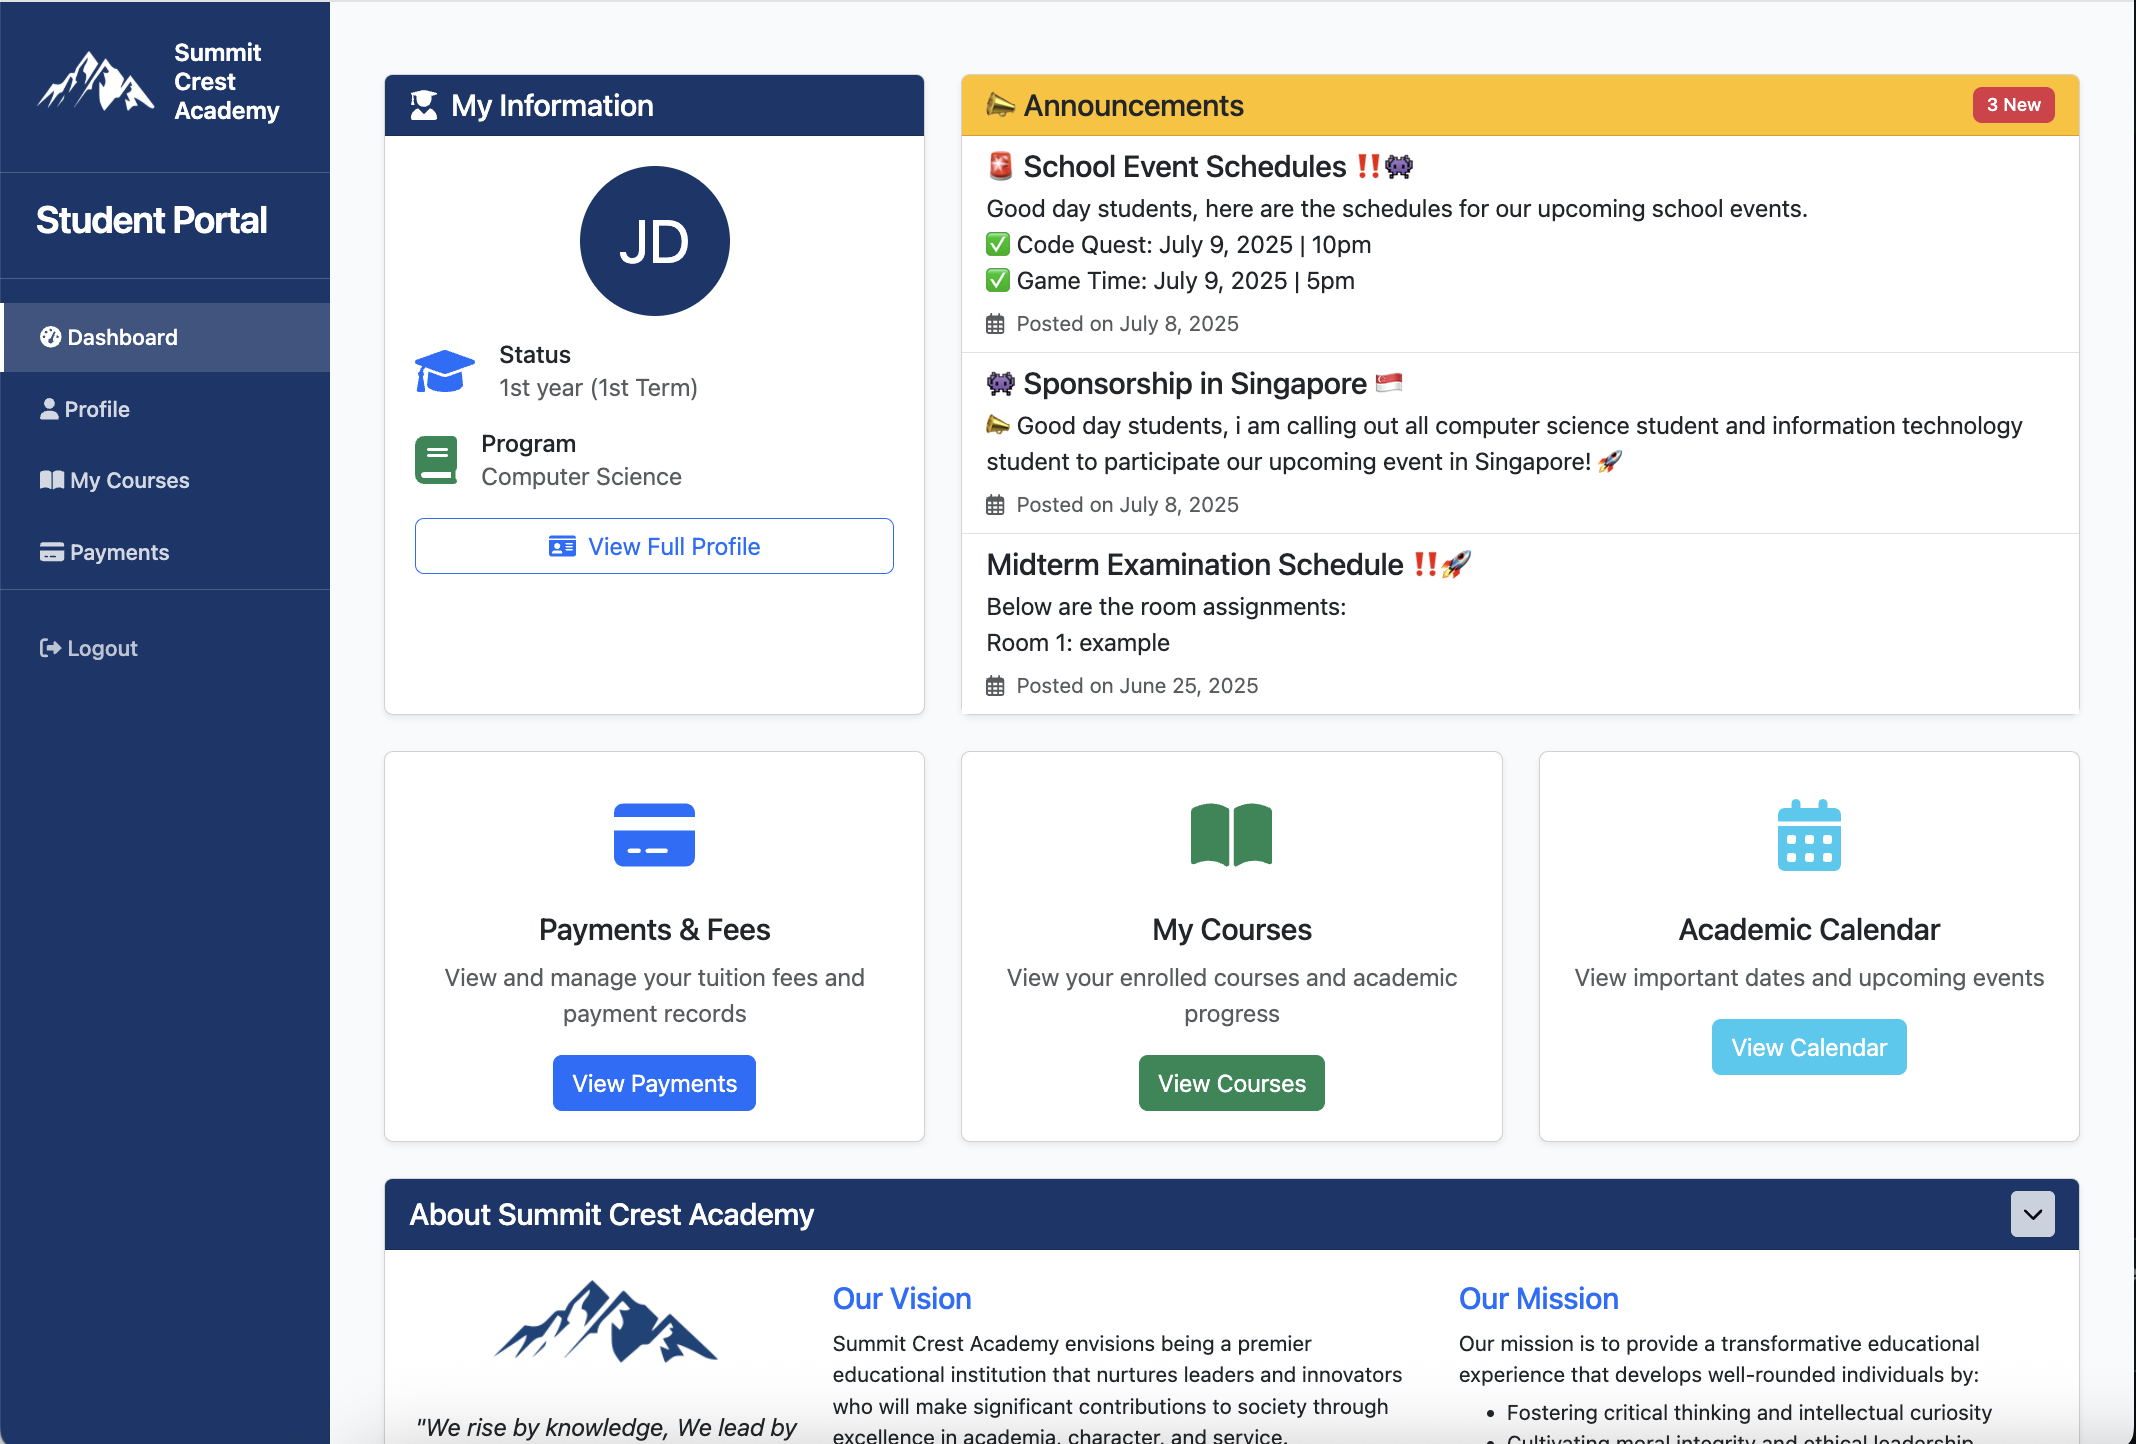 Summit
Crest
Academy
Student Portal
Dashboard
Profile
My Courses
Payments
Logout
My Information
JD
Status
1st year (1st Term)
Program
Computer Science
View Full Profile
Announcements
3 New
🚨 School Event Schedules ‼️👾
Good day students, here are the schedules for our upcoming school events.
✅ Code Quest: July 9, 2025 | 10pm
✅ Game Time: July 9, 2025 | 5pm
Posted on July 8, 2025
👾 Sponsorship in Singapore 🇸🇬
📣 Good day students, i am calling out all computer science student and information technology
student to participate our upcoming event in Singapore! 🚀
Posted on July 8, 2025
Midterm Examination Schedule ‼️🚀
Below are the room assignments:
Room 1: example
Posted on June 25, 2025
Payments & Fees
View and manage your tuition fees and
payment records
View Payments
My Courses
View your enrolled courses and academic
progress
View Courses
Academic Calendar
View important dates and upcoming events
View Calendar
About Summit Crest Academy
"We rise by knowledge, We lead by
Our Vision
Summit Crest Academy envisions being a premier
educational institution that nurtures leaders and innovators
who will make significant contributions to society through
excellence in academia, character, and service.
Our Mission
Our mission is to provide a transformative educational
experience that develops well-rounded individuals by:
• Fostering critical thinking and intellectual curiosity
• Cultivating moral integrity and ethical leadership